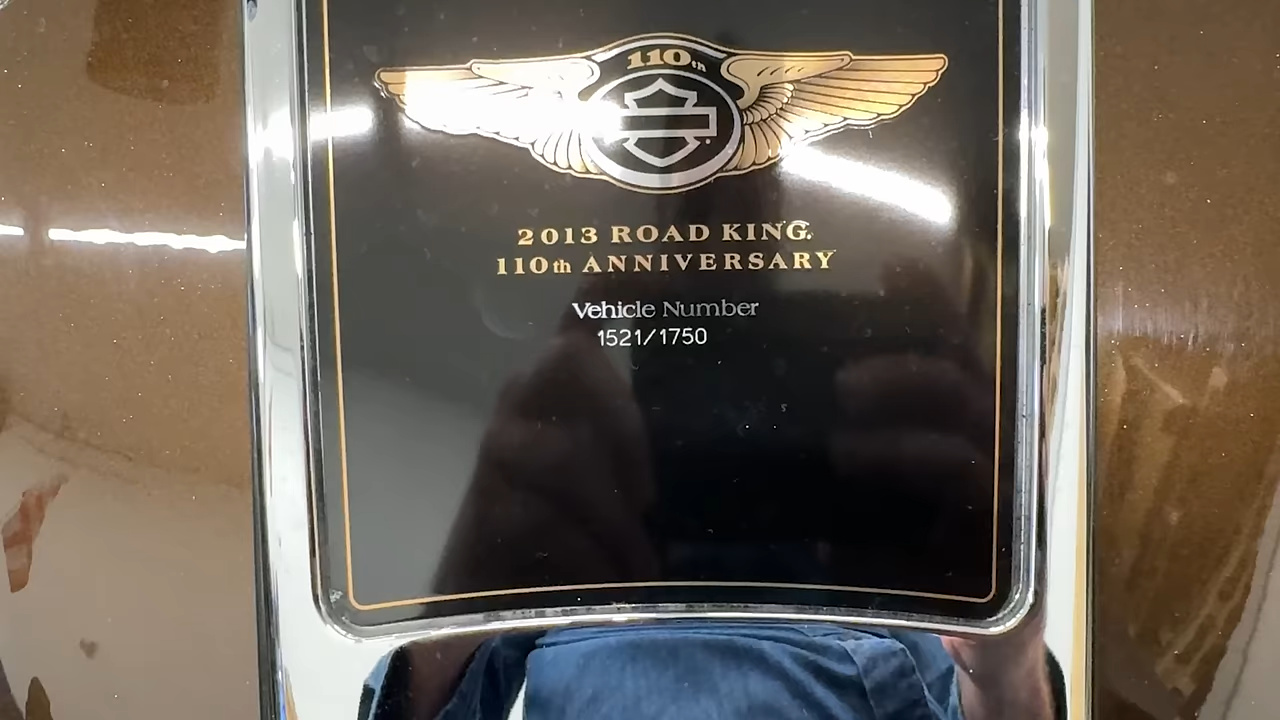 110th
2013 ROAD KING
110th ANNIVERSARY
Vehicle Number
1521/1750